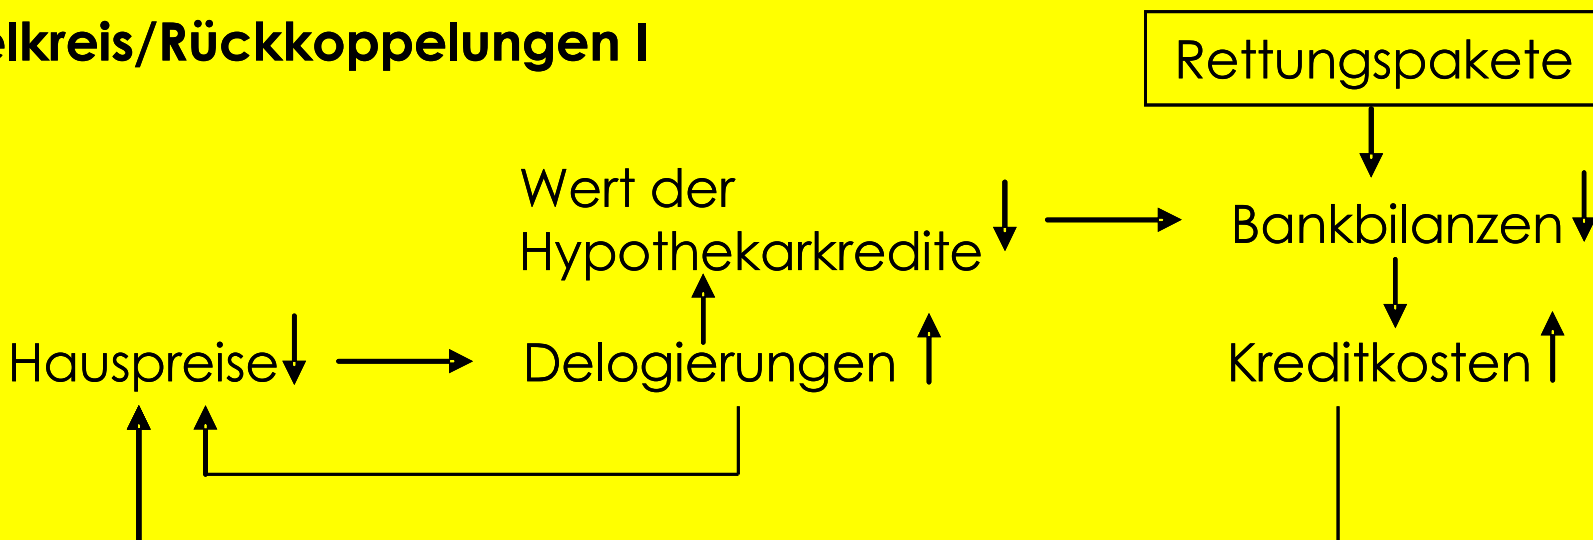 elkreis/Rückkoppelungen I
Rettungspakete
Wert der
Hypothekarkredite
Bankbilanzen
Hauspreise
Delogierungen
Kreditkosten